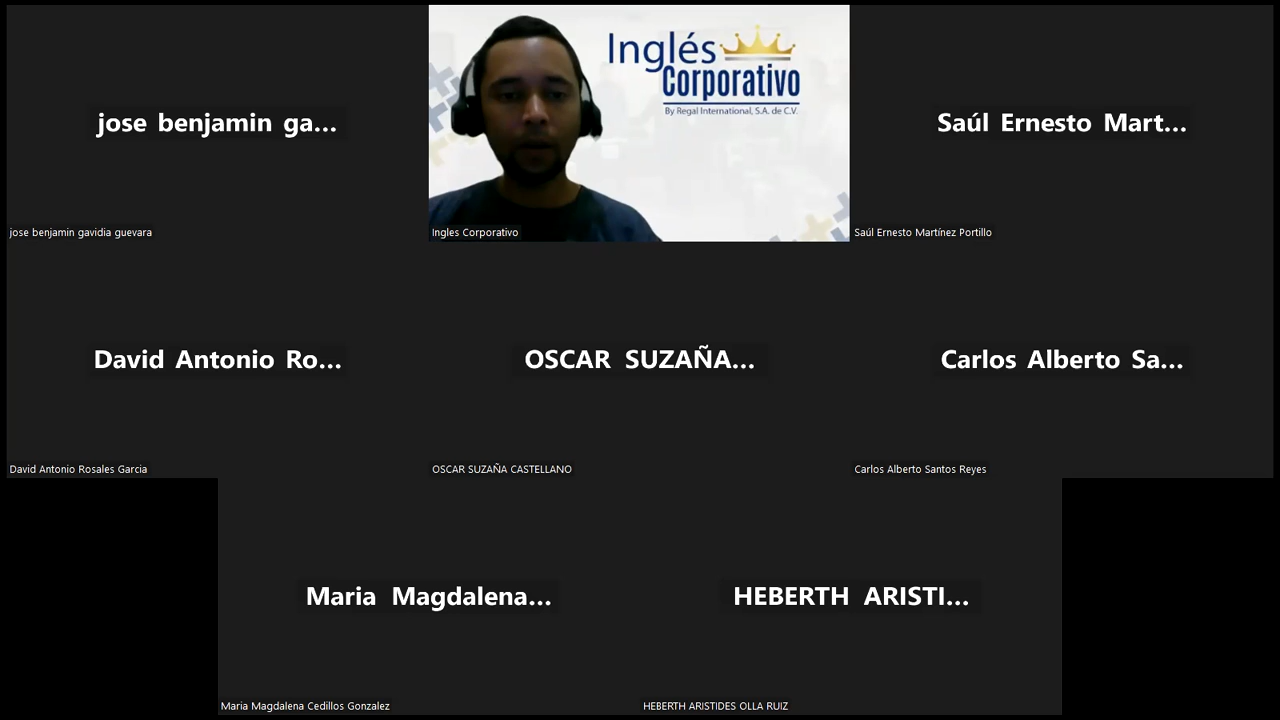 jose benjamin ga...
jose benjamin gavidia guevara
Inglés
Corporativo
By Regal International, S.A. de C.V.
Ingles Corporativo
Saúl Ernesto Mart...
Saúl Ernesto Martínez Portillo
David Antonio Ro...
David Antonio Rosales Garcia
OSCAR SUZAÑA...
OSCAR SUZAÑA CASTELLANO
Carlos Alberto Sa...
Carlos Alberto Santos Reyes
Maria Magdalena...
Maria Magdalena Cedillos Gonzalez
HEBERTH ARISTI...
HEBERTH ARISTIDES OLLA RUIZ